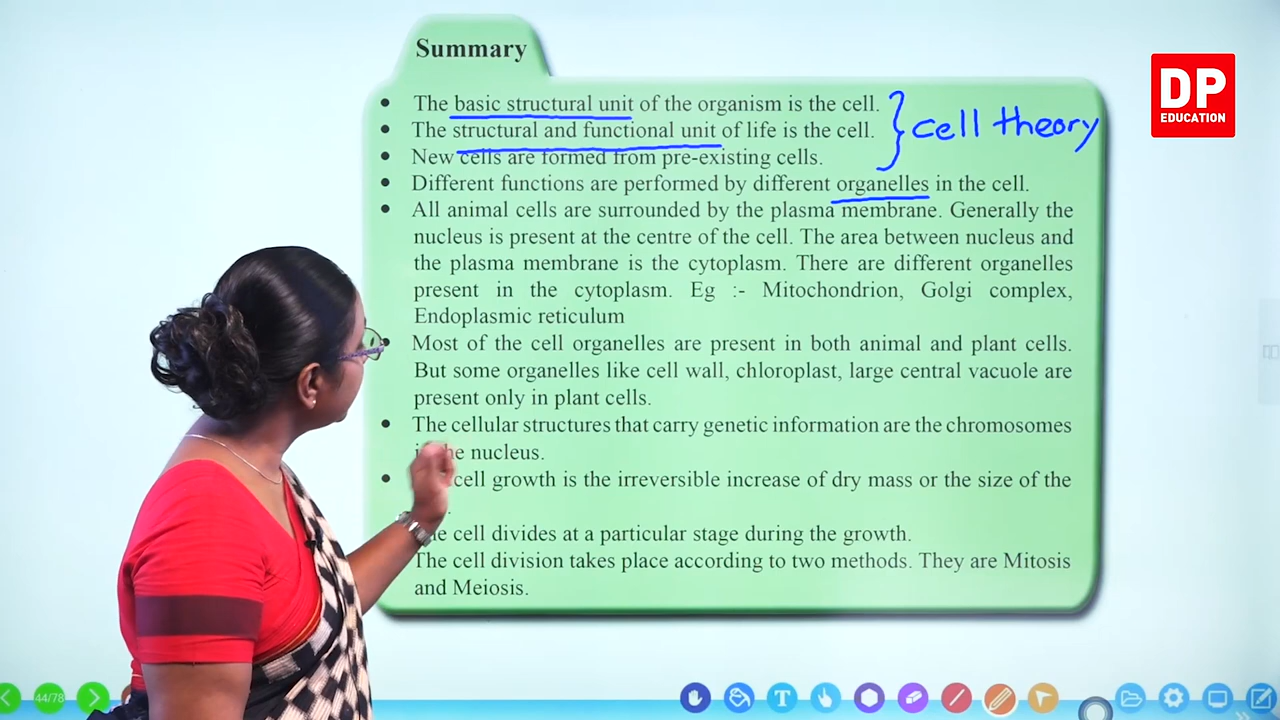 Summary
DP
EDUCATION
The basic structural unit of the organism is the cell.
The structural and functional unit of life is the cell.
cell theory
New cells are formed from pre-existing cells.
Different functions are performed by different organelles in the cell.
All animal cells are surrounded by the plasma membrane. Generally the
nucleus is present at the centre of the cell. The area between nucleus and
the plasma membrane is the cytoplasm. There are different organelles
present in the cytoplasm. Eg :- Mitochondrion, Golgi complex,
Endoplasmic reticulum
Most of the cell organelles are present in both animal and plant cells.
But some organelles like cell wall, chloroplast, large central vacuole are
present only in plant cells.
The cellular structures that carry genetic information are the chromosomes
nucleus.
cell growth is the irreversible increase of dry mass or the size of the
cell divides at a particular stage during the growth.
The cell division takes place according to two methods. They are Mitosis
and Meiosis.
44/78
T